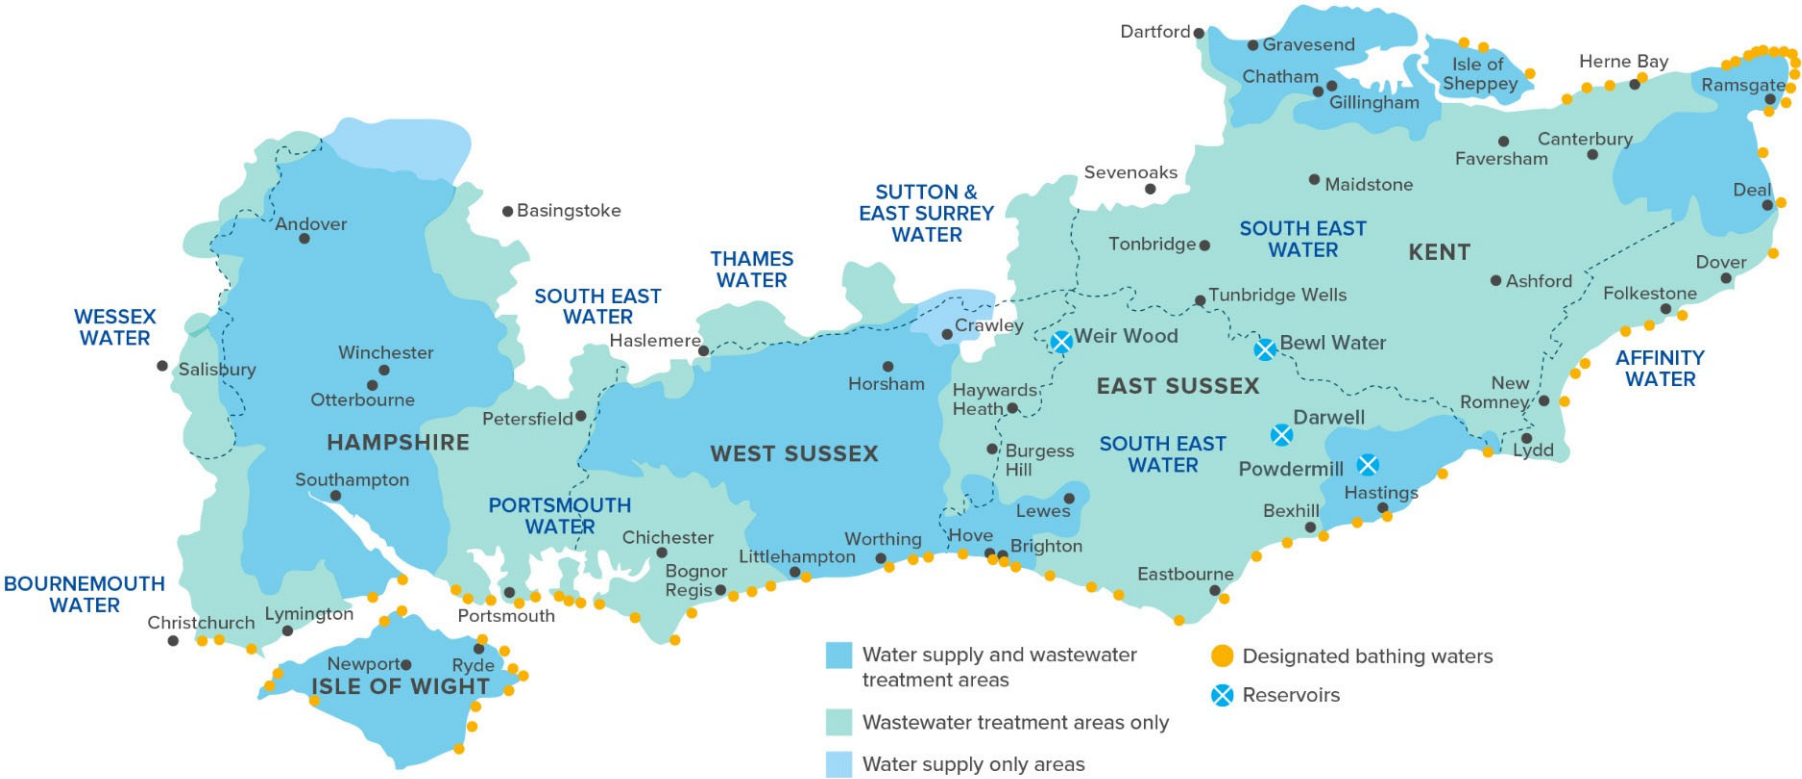 Dartford
Gravesend
Chatham
Gillingham
Isle of
Sheppey
Herne Bay
Ramsgate
Canterbury
Faversham
Sevenoaks
Maidstone
Deal
SUTTON &
EAST SURREY
WATER
Basingstoke
Andover
Tonbridge
SOUTH EAST
WATER
KENT
THAMES
WATER
Dover
Ashford
Folkestone
SOUTH EAST
WATER
Tunbridge Wells
WESSEX
WATER
Haslemere
Crawley
Weir Wood
Bewl Water
Winchester
Salisbury
Otterbourne
Horsham
AFFINITY
WATER
EAST SUSSEX
Haywards
Heath
New
Romney
Petersfield
Darwell
HAMPSHIRE
WEST SUSSEX
Burgess
Hill
SOUTH EAST
WATER
Lydd
Powdermill
Southampton
Hastings
PORTSMOUTH
WATER
Lewes
Bexhill
Chichester
Worthing
Hove
Brighton
Littlehampton
Bognor
Regis
Eastbourne
BOURNEMOUTH
WATER
Christchurch
Lymington
Portsmouth
Newport
Ryde
ISLE OF WIGHT
Water supply and wastewater
treatment areas
Wastewater treatment areas only
Water supply only areas
Designated bathing waters
Reservoirs